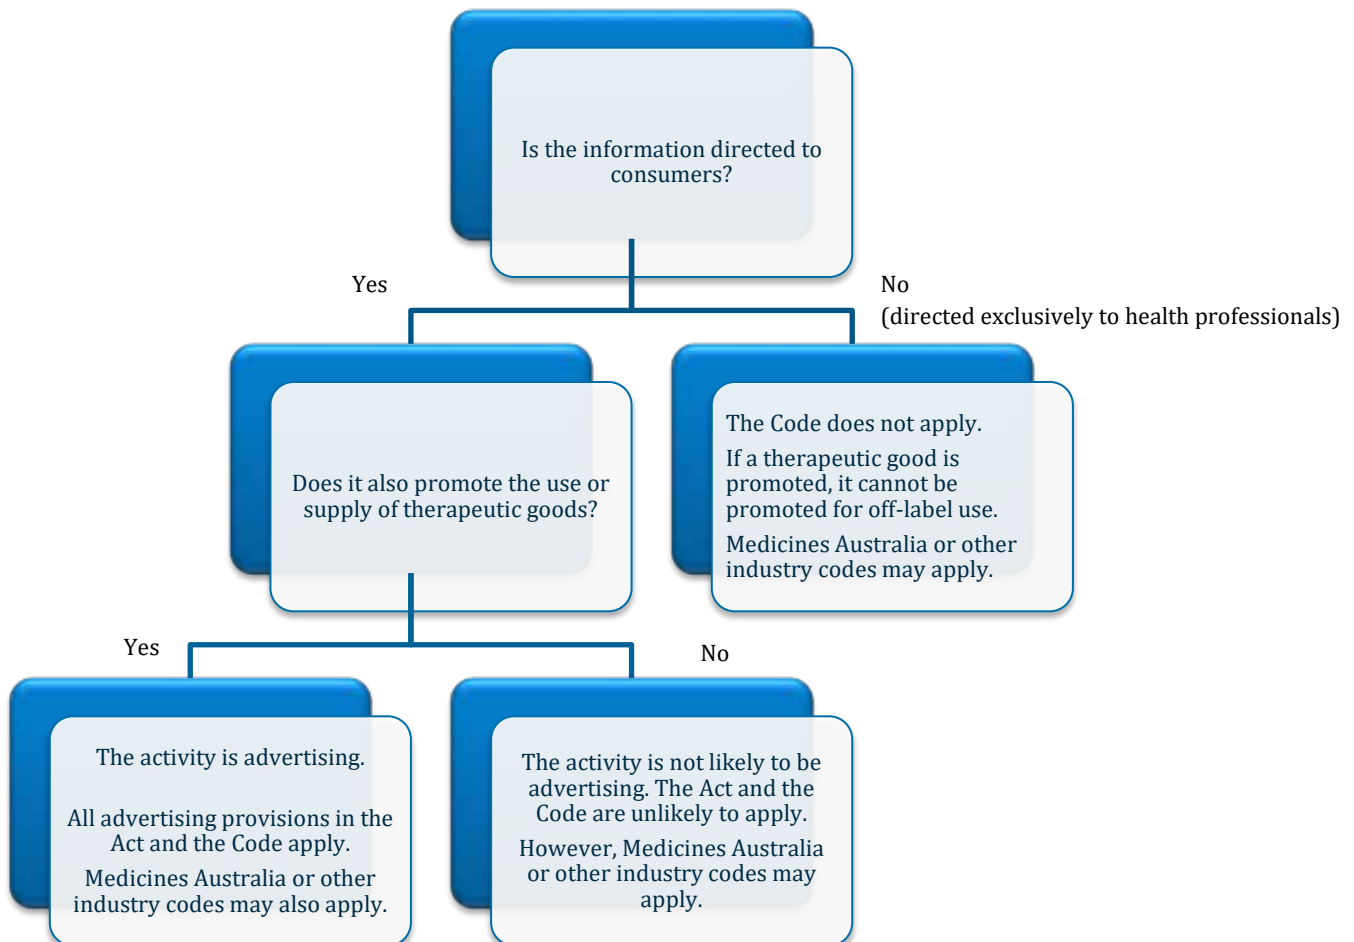 Is the information directed to
consumers?
Yes
No
(directed exclusively to health professionals)
Does it also promote the use or
supply of therapeutic goods?
The Code does not apply.
If a therapeutic good is
promoted, it cannot be
promoted for off-label use.
Medicines Australia or other
industry codes may apply.
Yes
No
The activity is advertising.
All advertising provisions in the
Act and the Code apply.
Medicines Australia or other
industry codes may also apply.
The activity is not likely to be
advertising. The Act and the
Code are unlikely to apply.
However, Medicines Australia
or other industry codes may
apply.